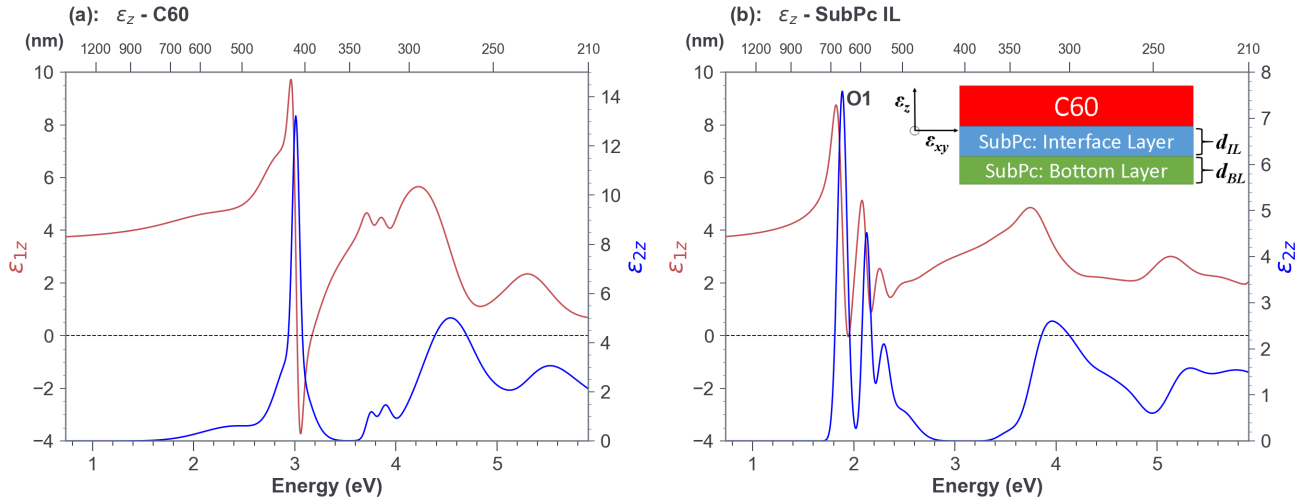 (a): εz - C60
(nm) 1200 900 700 600 500 400 350 300 250 210
10
8
6
4
2
0
−2
−4
ε1z
14
12
10
8
6
4
2
0
ε2z
1 2 3 4 5
Energy (eV)
(b): εz - SubPc IL
(nm) 1200 900 700 600 500 400 350 300 250 210
10
8
6
4
2
0
−2
−4
ε1z
O1
εz
εxy
C60
SubPc: Interface Layer
dIL
SubPc: Bottom Layer
dBL
8
7
6
5
4
3
2
1
0
ε2z
1 2 3 4 5
Energy (eV)